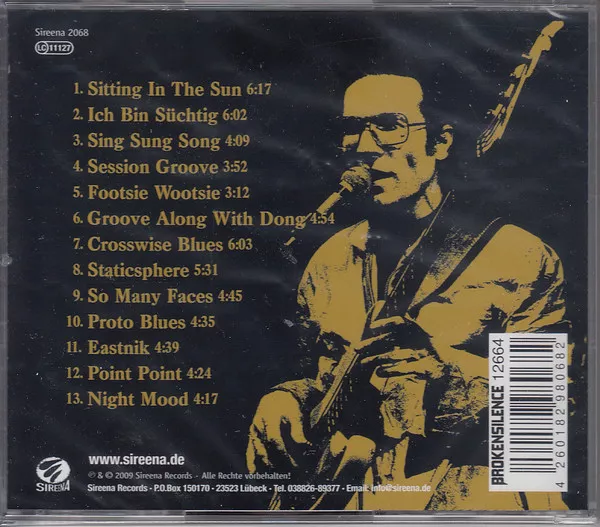 Sireena 2068
LC 11127
1. Sitting In The Sun 6:17
2. Ich Bin Süchtig 6:02
3. Sing Sung Song 4:09
4. Session Groove 3:52
5. Footsie Wootsie 3:12
6. Groove Along With Dong 4:54
7. Crosswise Blues 6:03
8. Staticsphere 5:31
9. So Many Faces 4:45
10. Proto Blues 4:35
11. Eastnik 4:39
12. Point Point 4:24
13. Night Mood 4:17
BROKENSILENCE 12664
4 260182 980682
www.sireena.de
SIREENA
℗ & © 2009 Sireena Records · Alle Rechte vorbehalten!
Sireena Records · P.O.Box 150170 · 23523 Lübeck · Tel. 038826-89377 · Email: info@sireena.de